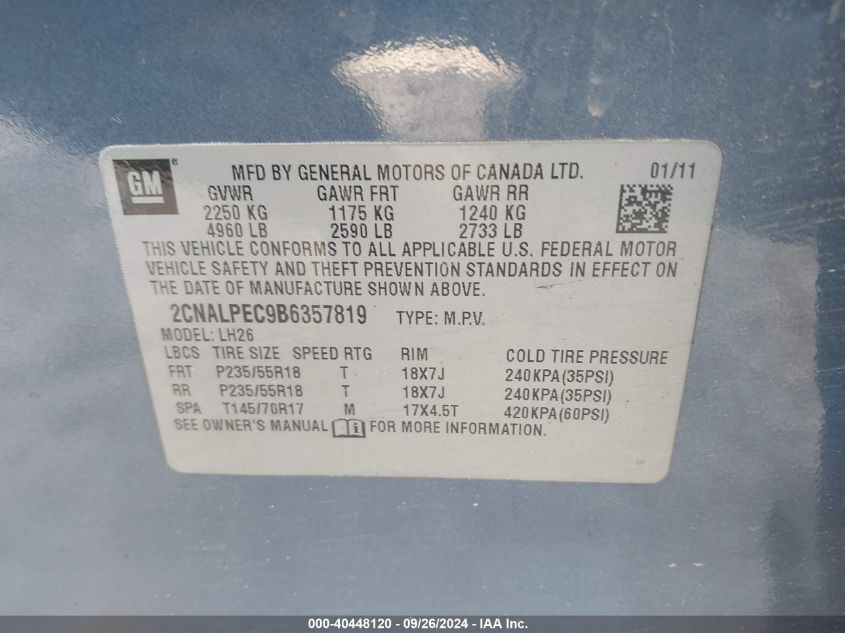 GM ® MFD BY GENERAL MOTORS OF CANADA LTD. 01/11
GVWR GAWR FRT GAWR RR
2250 KG 1175 KG 1240 KG
4960 LB 2590 LB 2733 LB
THIS VEHICLE CONFORMS TO ALL APPLICABLE U.S. FEDERAL MOTOR
VEHICLE SAFETY AND THEFT PREVENTION STANDARDS IN EFFECT ON
THE DATE OF MANUFACTURE SHOWN ABOVE.
2CNALPEC9B6357819 TYPE: M.P.V.
MODEL: LH26
LBCS TIRE SIZE SPEED RTG RIM COLD TIRE PRESSURE
FRT P235/55R18 T 18X7J 240KPA(35PSI)
RR P235/55R18 T 18X7J 240KPA(35PSI)
SPA T145/70R17 M 17X4.5T 420KPA(60PSI)
SEE OWNER'S MANUAL FOR MORE INFORMATION.
000-40448120 - 09/26/2024 - IAA Inc.